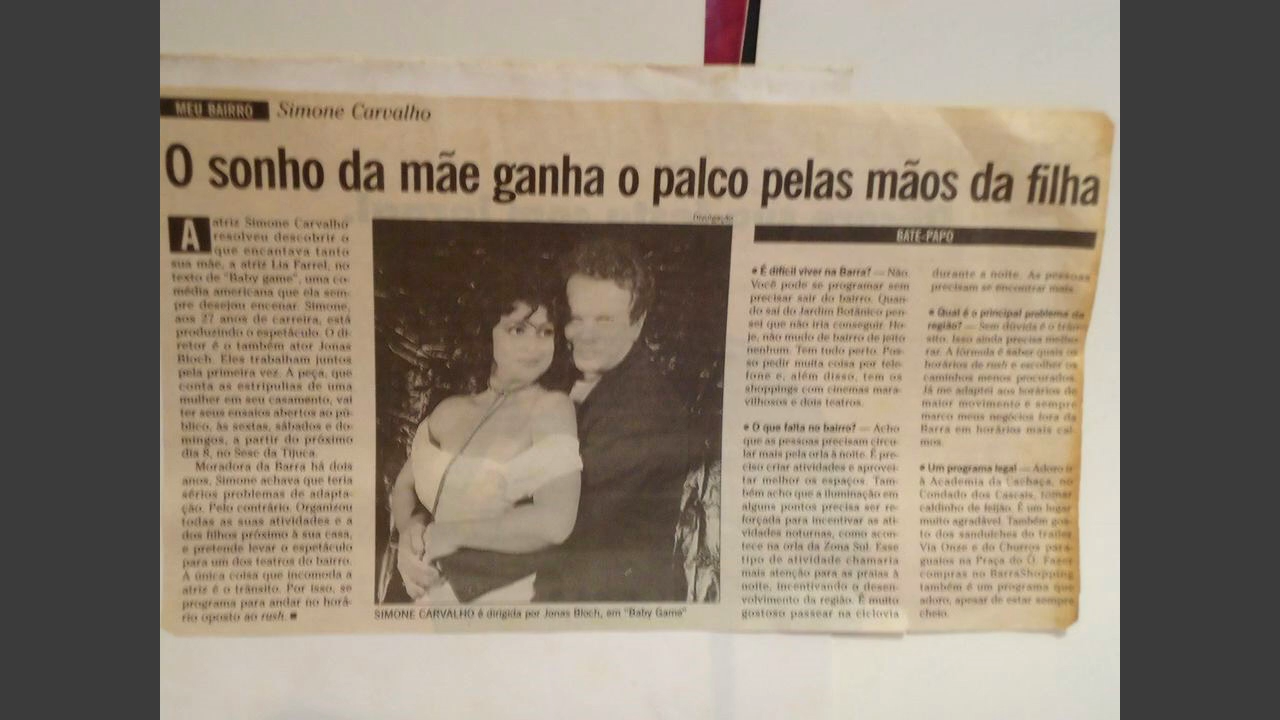 MEU BAIRRO Simone Carvalho
O sonho da mãe ganha o palco pelas mãos da filha
A atriz Simone Carvalho
resolveu descobrir o
que encantava tanto
sua mãe, a atriz Lia Farrel, no
texto de "Baby game", uma co-
média americana que ela sem-
pre desejou encenar. Simone,
aos 27 anos de carreira, está
produzindo o espetáculo. O di-
retor é o também ator Jonas
Bloch. Eles trabalham juntos
pela primeira vez. A peça, que
conta as estripulias de uma
mulher em seu casamento, vai
ter seus ensaios abertos ao pú-
blico, às sextas, sábados e do-
mingos, a partir do próximo
dia 8, no Sesc da Tijuca.
Moradora da Barra há dois
anos, Simone achava que teria
sérios problemas de adapta-
ção. Pelo contrário. Organizou
todas as suas atividades e a
dos filhos próximo à sua casa,
e pretende levar o espetáculo
para um dos teatros do bairro.
A única coisa que incomoda a
atriz é o trânsito. Por isso, se
programa para andar no horá-
rio oposto ao rush. ■
Divulgação
SIMONE CARVALHO é dirigida por Jonas Bloch, em "Baby Game"
BATE-PAPO
• É difícil viver na Barra? — Não.
Você pode se programar sem
precisar sair do bairro. Quan-
do saí do Jardim Botânico pen-
sei que não iria conseguir. Ho-
je, não mudo de bairro de jeito
nenhum. Tem tudo perto. Pos-
so pedir muita coisa por tele-
fone e, além disso, tem os
shoppings com cinemas mara-
vilhosos e dois teatros.
• O que falta no bairro? — Acho
que as pessoas precisam circu-
lar mais pela orla à noite. É pre-
ciso criar atividades e aprovei-
tar melhor os espaços. Tam-
bém acho que a iluminação em
alguns pontos precisa ser re-
forçada para incentivar as ati-
vidades noturnas, como acon-
tece na orla da Zona Sul. Esse
tipo de atividade chamaria
mais atenção para as praias à
noite, incentivando o desen-
volvimento da região. É muito
gostoso passear na ciclovia
durante a noite. As pessoas
precisam se encontrar mais.
• Qual é o principal problema da
região? — Sem dúvida é o trân-
sito. Isso ainda precisa melho-
rar. A fórmula é saber quais os
horários de rush e escolher os
caminhos menos procurados.
Já me adaptei aos horários de
maior movimento e sempre
marco meus negócios fora da
Barra em horários mais cal-
mos.
• Um programa legal — Adoro ir
à Academia da Cachaça, no
Condado dos Cascais, tomar
caldinho de feijão. É um lugar
muito agradável. Também gos-
to dos sanduíches do trailer
Via Onze e do Churros para-
guaios na Praça do Ó. Fazer
compras no BarraShopping
também é um programa que
adoro, apesar de estar sempre
cheio.